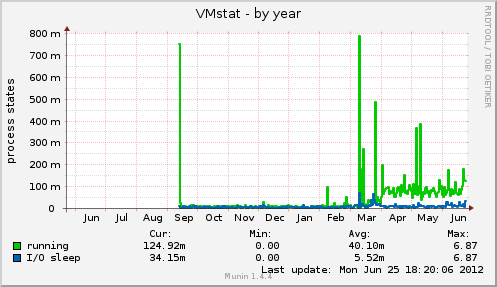 VMstat - by year
RRDTOOL / TOBI OETIKER
process states
800 m
700 m
600 m
500 m
400 m
300 m
200 m
100 m
0
Jun Jul Aug Sep Oct Nov Dec Jan Feb Mar Apr May Jun
Cur: Min: Avg: Max:
running 124.92m 0.00 40.10m 6.87
I/O sleep 34.15m 0.00 5.52m 6.87
Last update: Mon Jun 25 18:20:06 2012
Munin 1.4.4